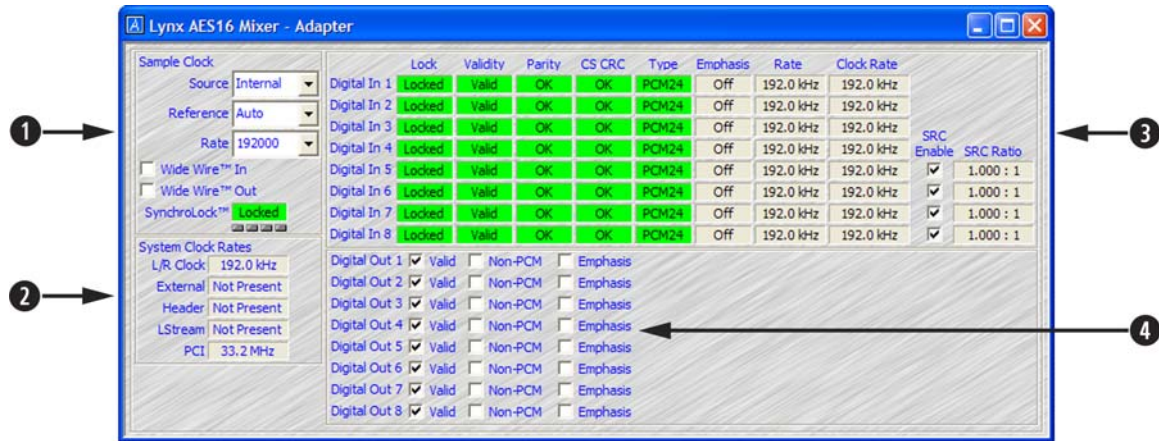 Lynx AES16 Mixer - Adapter
Sample Clock
Source Internal
Reference Auto
Rate 192000
Wide Wire™ In
Wide Wire™ Out
SynchroLock™ Locked
System Clock Rates
L/R Clock 192.0 kHz
External Not Present
Header Not Present
LStream Not Present
PCI 33.2 MHz
Lock Validity Parity CS CRC Type Emphasis Rate Clock Rate SRC Enable SRC Ratio
Digital In 1 Locked Valid OK OK PCM24 Off 192.0 kHz 192.0 kHz
Digital In 2 Locked Valid OK OK PCM24 Off 192.0 kHz 192.0 kHz
Digital In 3 Locked Valid OK OK PCM24 Off 192.0 kHz 192.0 kHz
Digital In 4 Locked Valid OK OK PCM24 Off 192.0 kHz 192.0 kHz
Digital In 5 Locked Valid OK OK PCM24 Off 192.0 kHz 192.0 kHz 1.000 : 1
Digital In 6 Locked Valid OK OK PCM24 Off 192.0 kHz 192.0 kHz 1.000 : 1
Digital In 7 Locked Valid OK OK PCM24 Off 192.0 kHz 192.0 kHz 1.000 : 1
Digital In 8 Locked Valid OK OK PCM24 Off 192.0 kHz 192.0 kHz 1.000 : 1
Digital Out 1 Valid Non-PCM Emphasis
Digital Out 2 Valid Non-PCM Emphasis
Digital Out 3 Valid Non-PCM Emphasis
Digital Out 4 Valid Non-PCM Emphasis
Digital Out 5 Valid Non-PCM Emphasis
Digital Out 6 Valid Non-PCM Emphasis
Digital Out 7 Valid Non-PCM Emphasis
Digital Out 8 Valid Non-PCM Emphasis
1
2
3
4